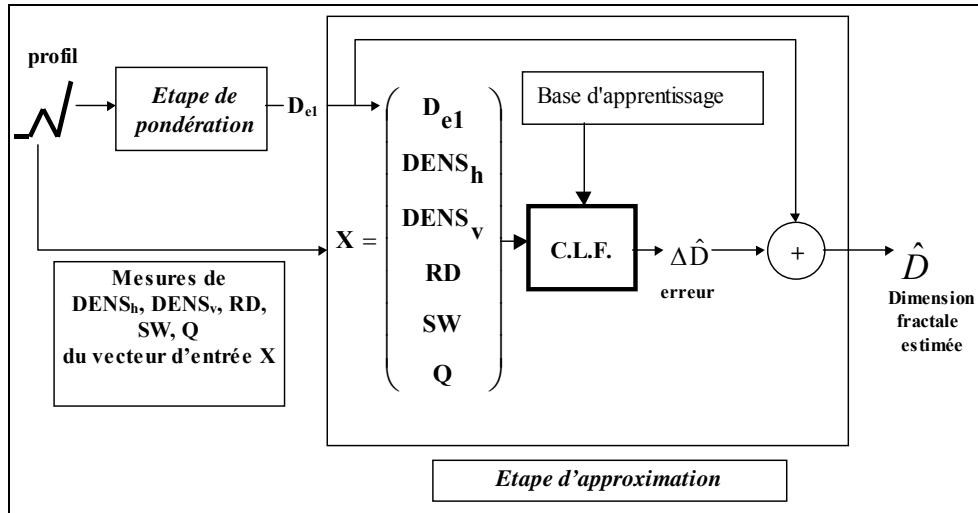 profil
Etape de
pondération
De1
Base d'apprentissage
X =
De1
DENSh
DENSv
RD
SW
Q
C.L.F.
ΔD̂
erreur
+
D̂
Dimension
fractale
estimée
Mesures de
DENSh, DENSv, RD,
SW, Q
du vecteur d'entrée X
Etape d'approximation